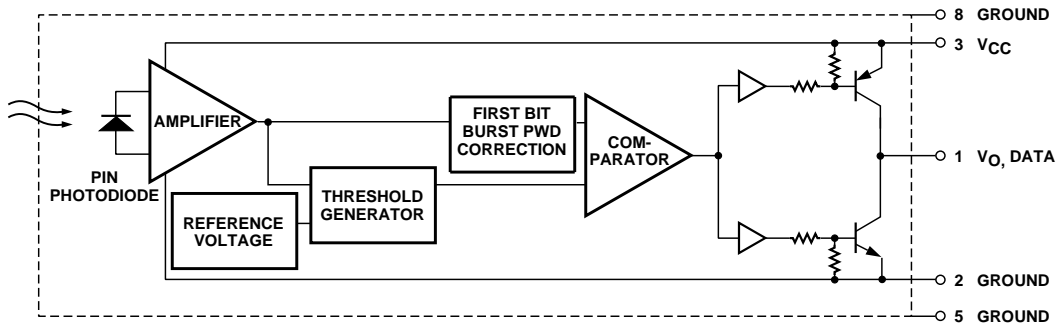 8 GROUND
3 VCC
AMPLIFIER
FIRST BIT
BURST PWD
CORRECTION
COM-
PARATOR
1 VO, DATA
PIN
PHOTODIODE
THRESHOLD
GENERATOR
REFERENCE
VOLTAGE
2 GROUND
5 GROUND